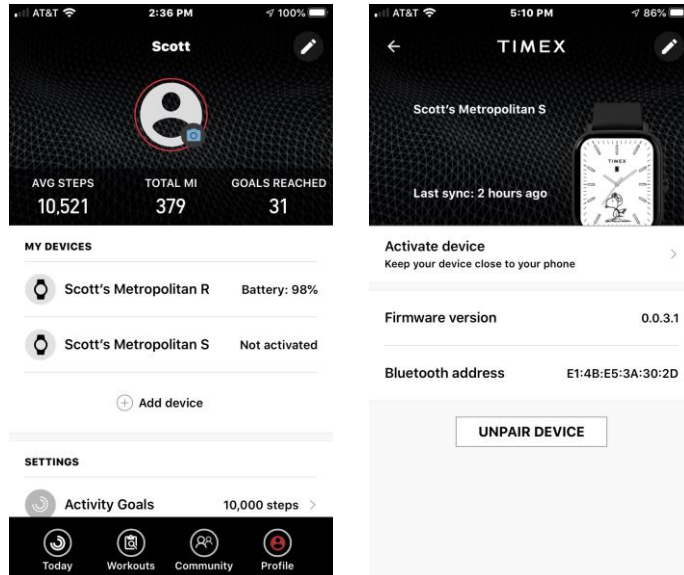 AT&T 2:36 PM 100%
Scott
AVG STEPS TOTAL MI GOALS REACHED
10,521 379 31
MY DEVICES
Scott's Metropolitan R Battery: 98%
Scott's Metropolitan S Not activated
Add device
SETTINGS
Activity Goals 10,000 steps
Today Workouts Community Profile
AT&T 5:10 PM 86%
TIMEX
Scott's Metropolitan S
TIMEX
Last sync: 2 hours ago
Activate device
Keep your device close to your phone
Firmware version 0.0.3.1
Bluetooth address E1:4B:E5:3A:30:2D
UNPAIR DEVICE